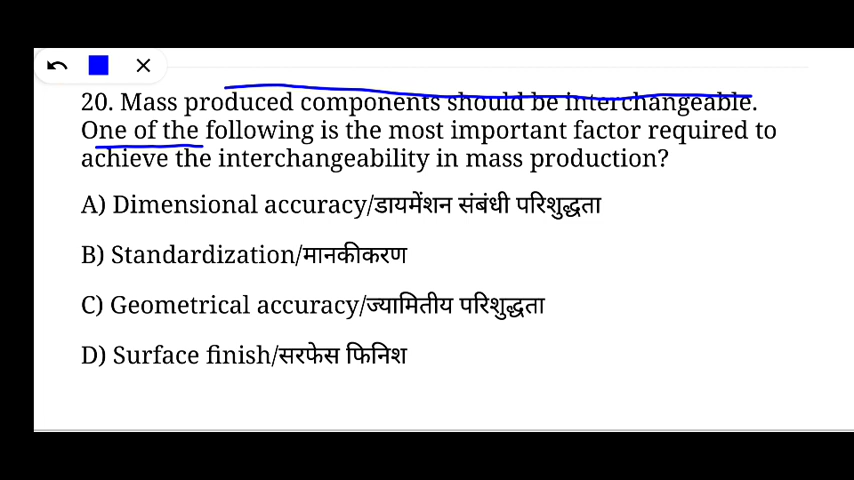 20. Mass produced components should be interchangeable.
One of the following is the most important factor required to
achieve the interchangeability in mass production?
A) Dimensional accuracy/डायमेंशन संबंधी परिशुद्धता
B) Standardization/मानकीकरण
C) Geometrical accuracy/ज्यामितीय परिशुद्धता
D) Surface finish/सरफेस फिनिश